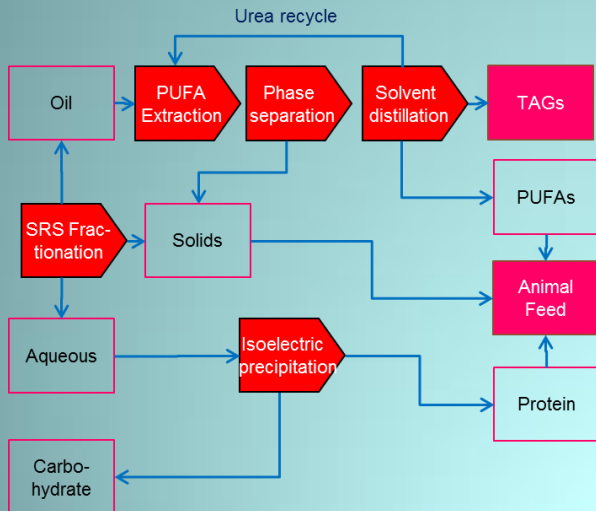 Urea recycle
Oil
PUFA
Extraction
Phase
separation
Solvent
distillation
TAGs
PUFAs
SRS Frac-
tionation
Solids
Animal
Feed
Aqueous
Isoelectric
precipitation
Protein
Carbo-
hydrate